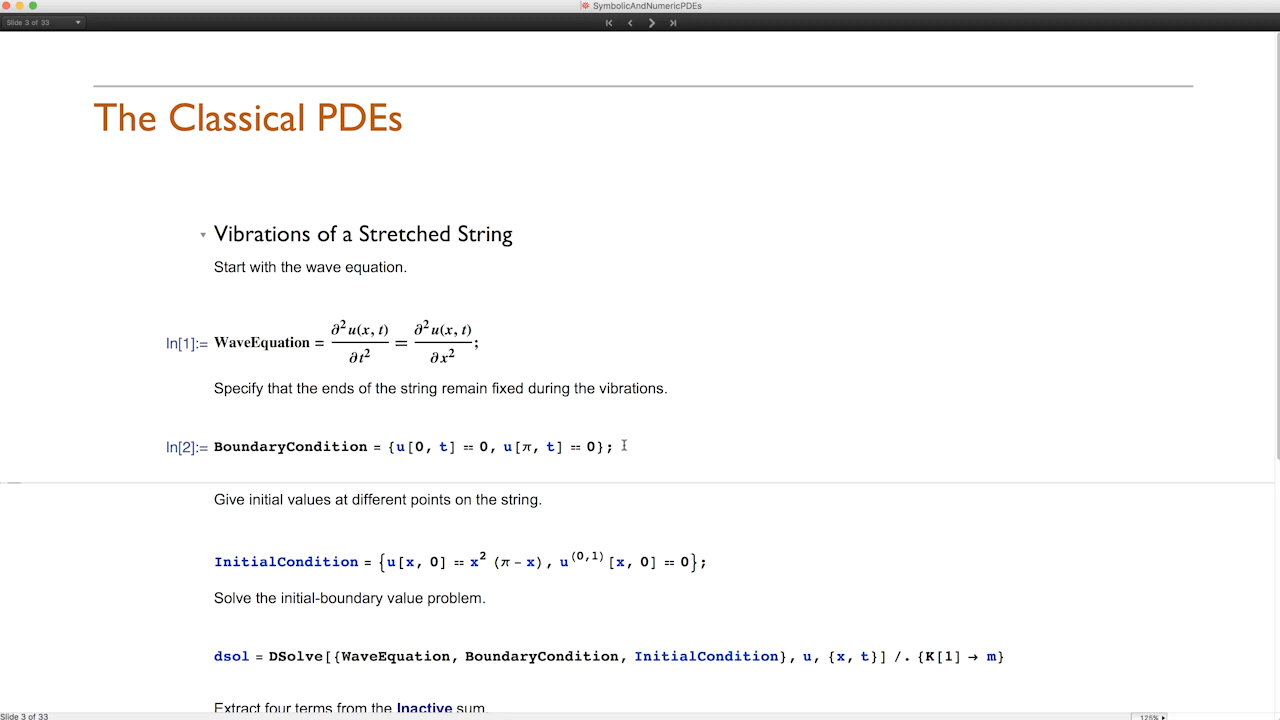 SymbolicAndNumericPDEs
Slide 3 of 33
The Classical PDEs
Vibrations of a Stretched String
Start with the wave equation.
In[1]:= WaveEquation = ∂²u(x, t)/∂t² = ∂²u(x, t)/∂x²;
Specify that the ends of the string remain fixed during the vibrations.
In[2]:= BoundaryCondition = {u[0, t] == 0, u[π, t] == 0};
Give initial values at different points on the string.
InitialCondition = {u[x, 0] == x² (π - x), u^(0,1)[x, 0] == 0};
Solve the initial-boundary value problem.
dsol = DSolve[{WaveEquation, BoundaryCondition, InitialCondition}, u, {x, t}] /. {K[1] → m}
Extract four terms from the Inactive sum.
Slide 3 of 33
125%